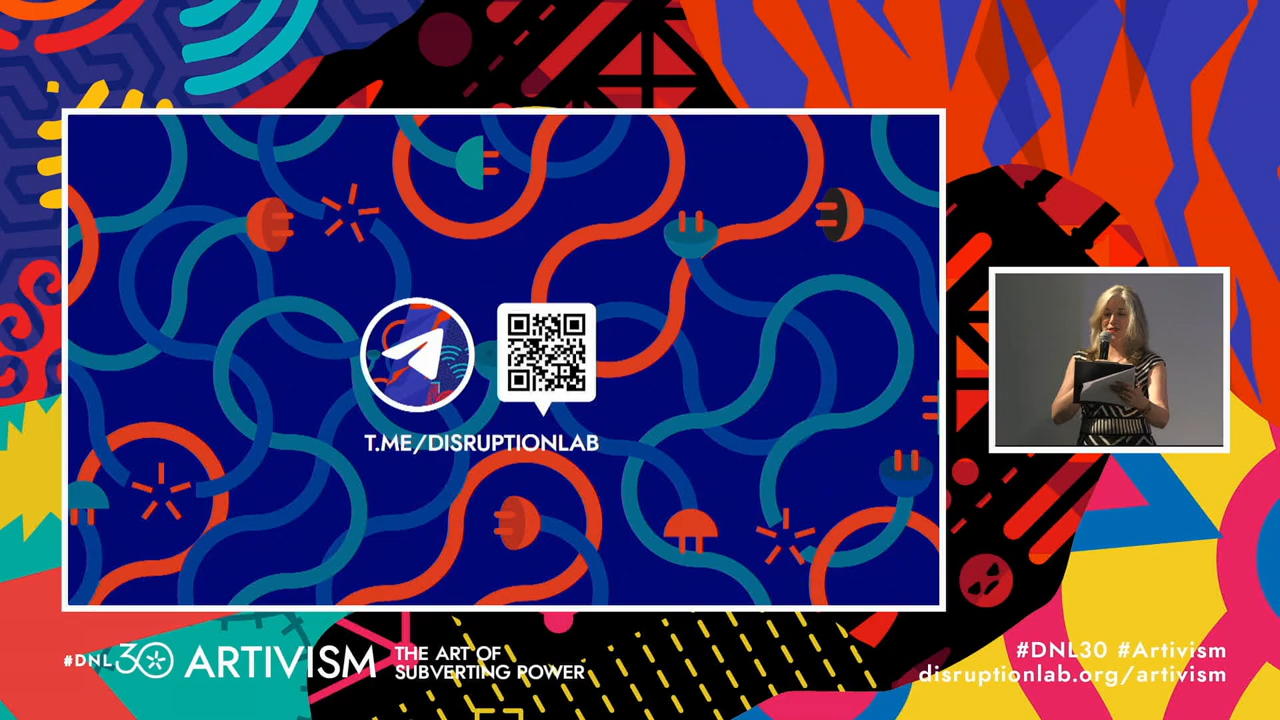 T.ME/DISRUPTIONLAB
#DNL30 ARTIVISM
THE ART OF
SUBVERTING POWER
#DNL30 #Artivism
disruptionlab.org/artivism